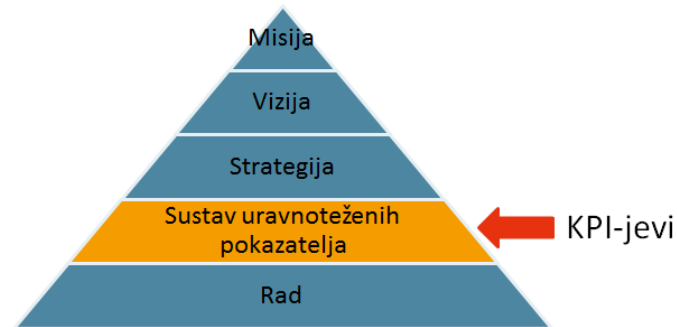 Misija
Vizija
Strategija
Sustav uravnoteženih
pokazatelja
KPI-jevi
Rad